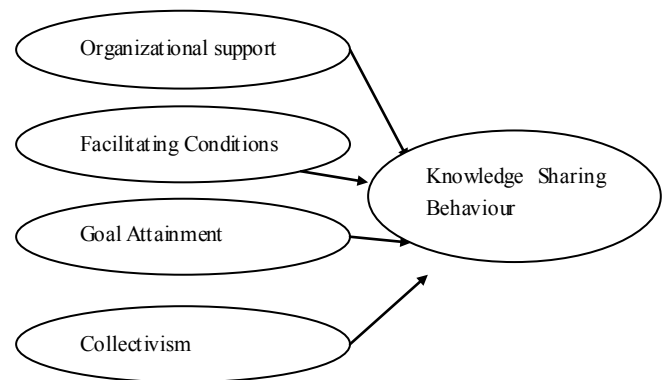 Organizational support
Facilitating Conditions
Knowledge Sharing
Behaviour
Goal Attainment
Collectivism